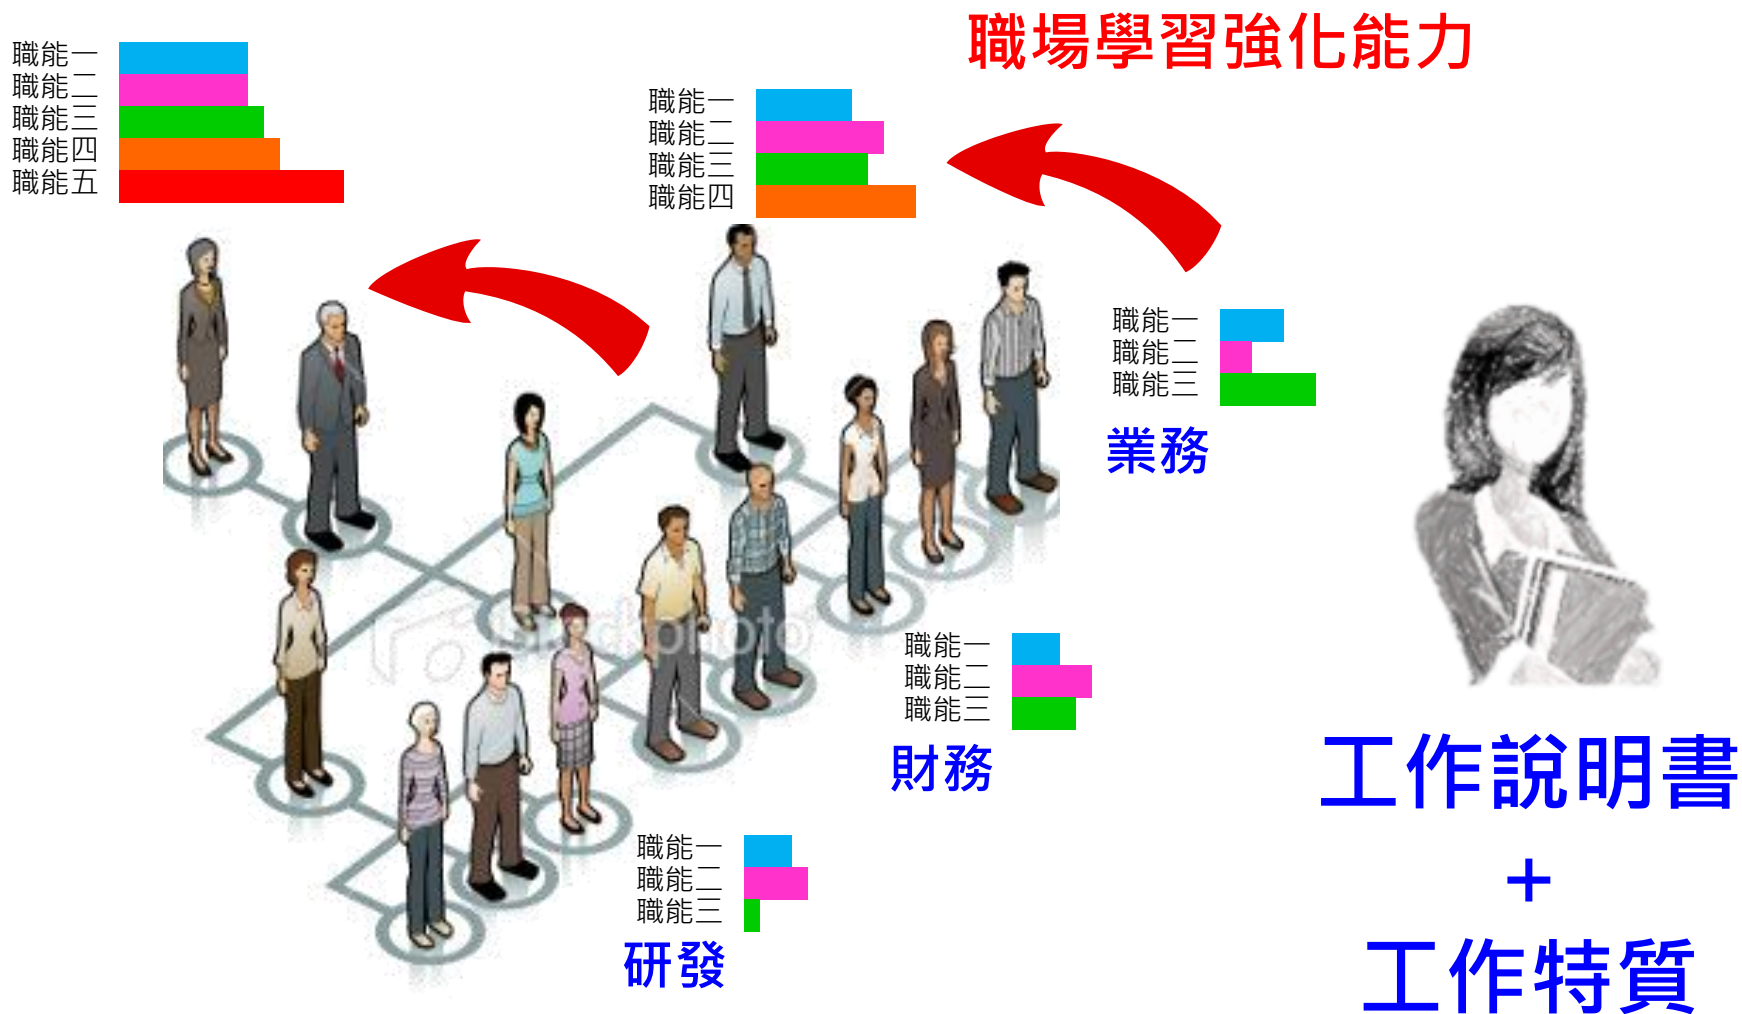 職場學習強化能力
職能一
職能二
職能三
職能四
職能五
職能一
職能二
職能三
職能四
職能一
職能二
職能三
業務
職能一
職能二
職能三
財務
職能一
職能二
職能三
研發
工作說明書
+
工作特質